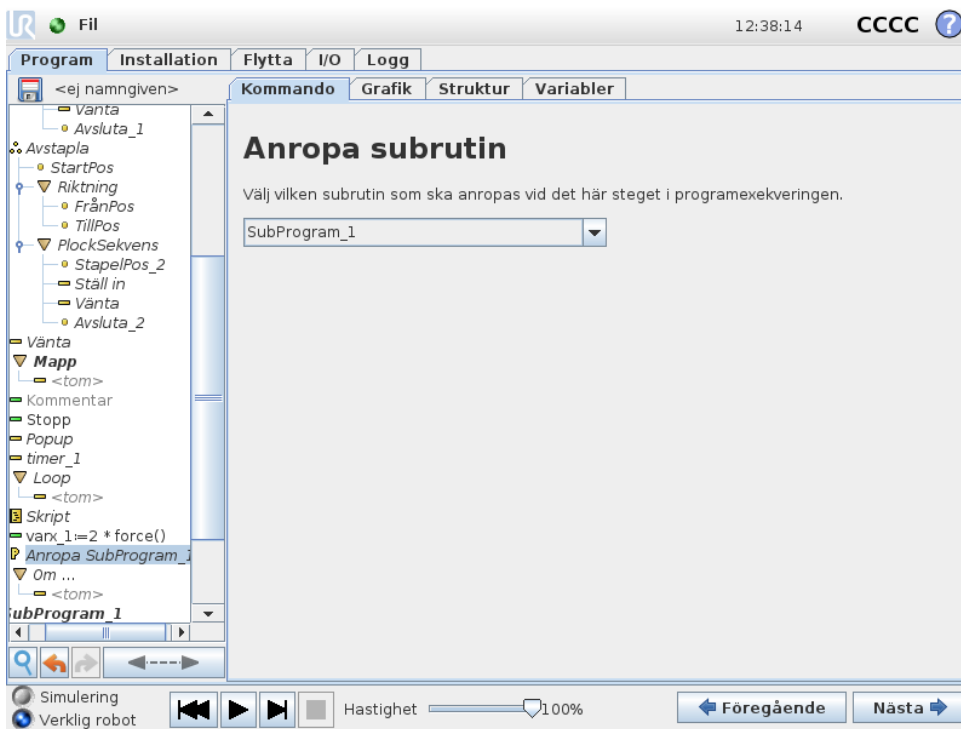 UR Fil 12:38:14 CCCC ?
Program Installation Flytta I/O Logg
<ej namngiven>
Kommando Grafik Struktur Variabler
Vänta
Avsluta_1
Avstapla
StartPos
Riktning
FrånPos
TillPos
PlockSekvens
StapelPos_2
Ställ in
Vänta
Avsluta_2
Vänta
Mapp
<tom>
Kommentar
Stopp
Popup
timer_1
Loop
<tom>
Skript
varx_1:=2 * force()
Anropa SubProgram_1
Om ...
<tom>
SubProgram_1
Anropa subrutin
Välj vilken subrutin som ska anropas vid det här steget i programexekveringen.
SubProgram_1
Simulering
Verklig robot
Hastighet 100%
Föregående Nästa